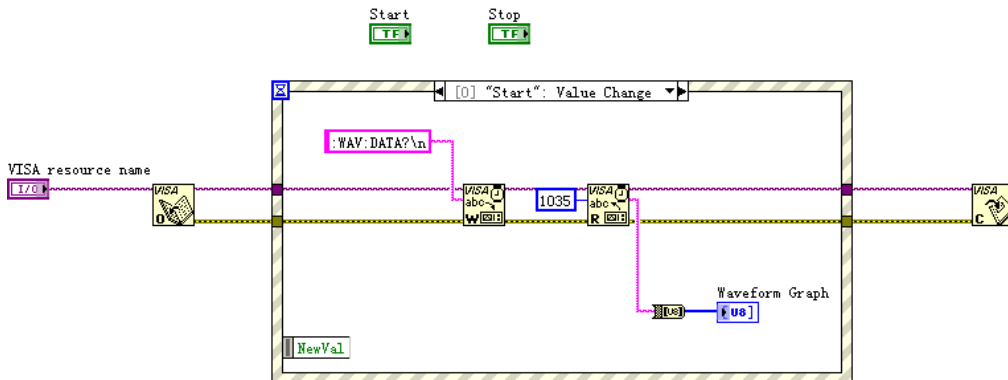 Start Stop
TF TF
[0] "Start": Value Change
:WAV:DATA?\n
VISA resource name
I/O
VISA
O
VISA
abc
W
1035
VISA
abc
R
VISA
C
Waveform Graph
[U8]
U8]
NewVal